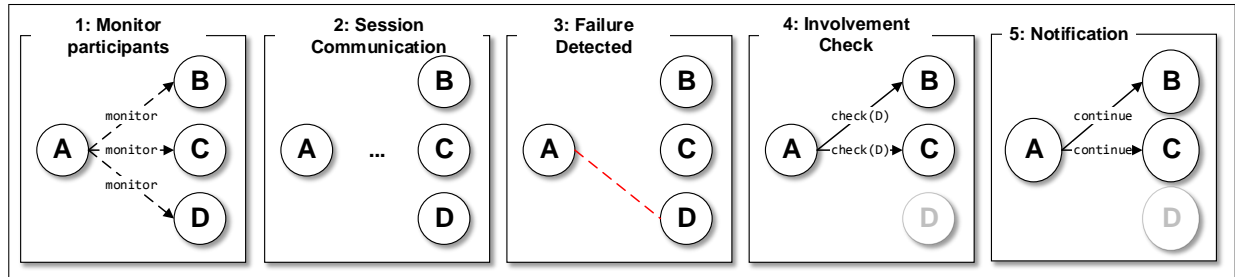 1: Monitor
participants
B
monitor
A
monitor
C
monitor
D
2: Session
Communication
B
A
...
C
D
3: Failure
Detected
B
A
C
D
4: Involvement
Check
B
check(D)
A
check(D)
C
D
5: Notification
B
continue
A
continue
C
D